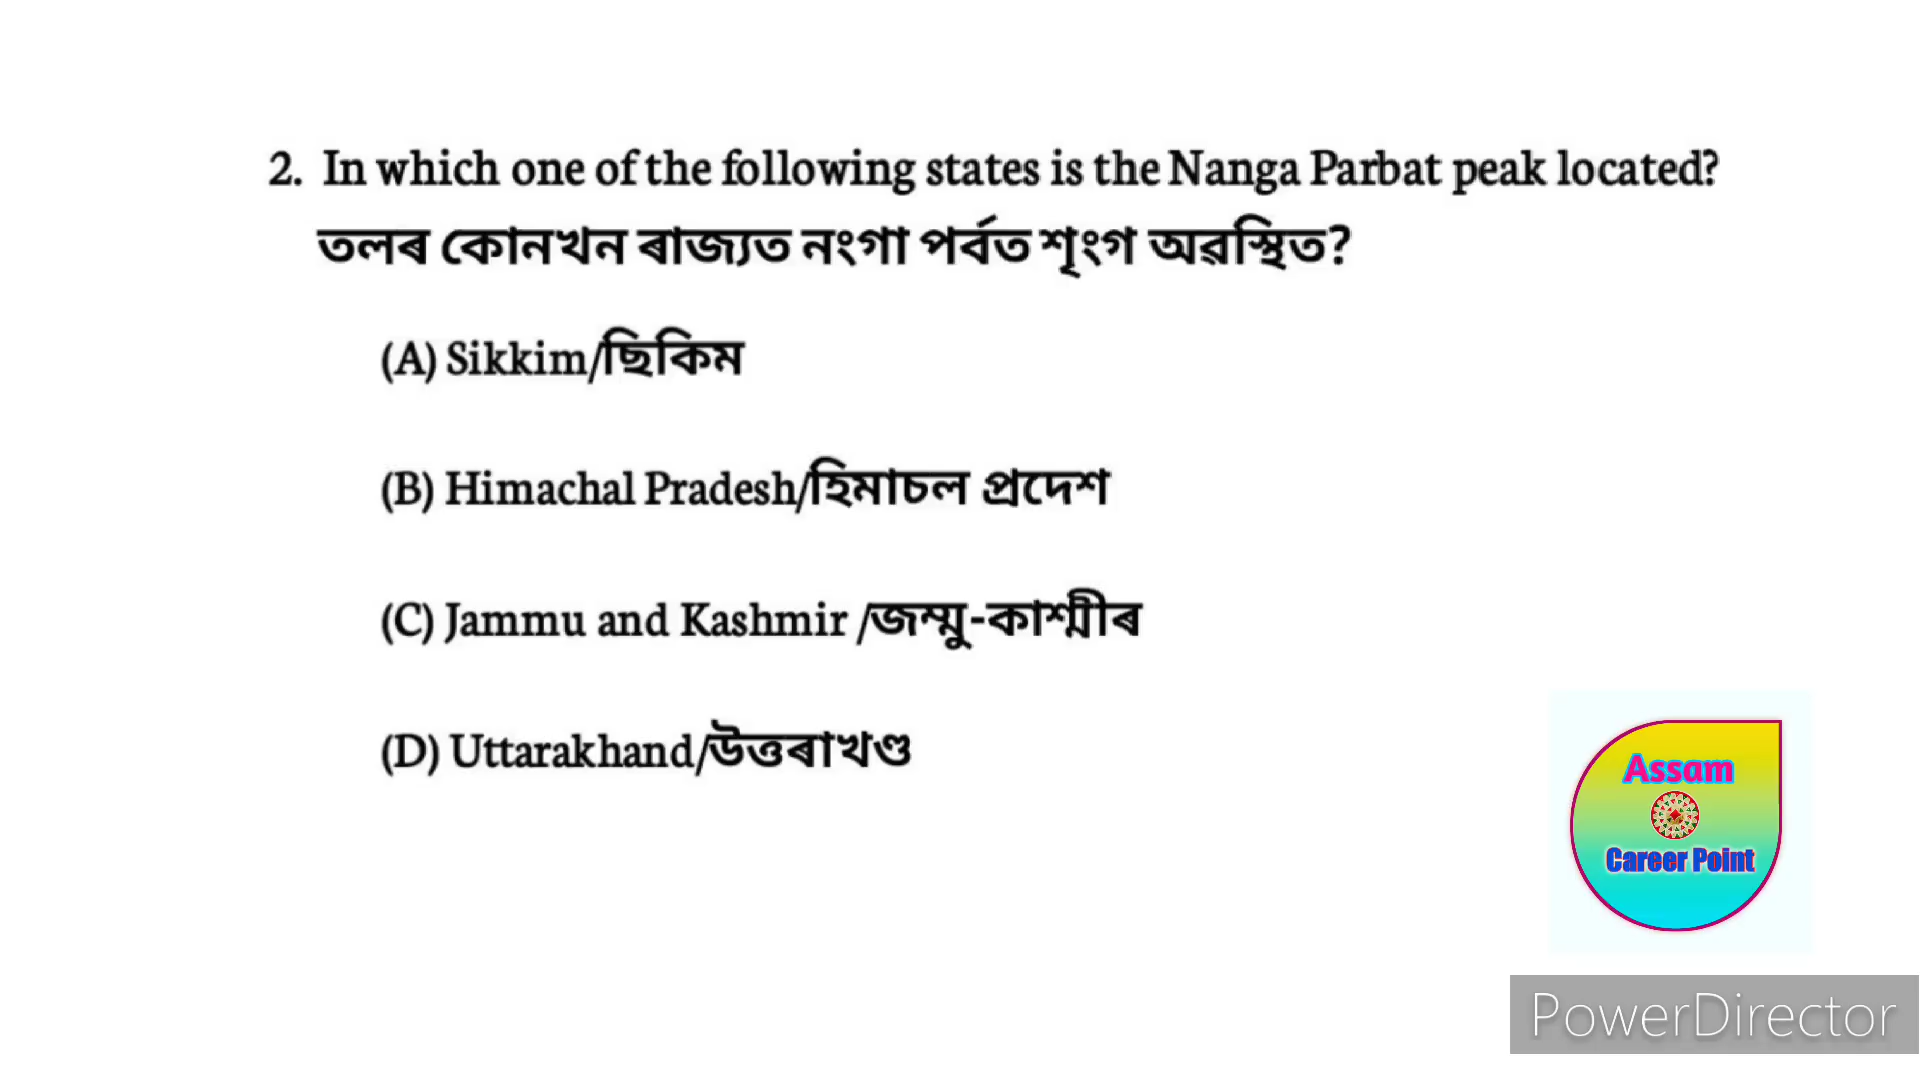 2. In which one of the following states is the Nanga Parbat peak located?
তলৰ কোনখন ৰাজ্যত নংগা পৰ্বত শৃংগ অৱস্থিত?
(A) Sikkim/ছিকিম
(B) Himachal Pradesh/হিমাচল প্ৰদেশ
(C) Jammu and Kashmir /জম্মু-কাশ্মীৰ
(D) Uttarakhand/উত্তৰাখণ্ড
Assam
Career Point
PowerDirector